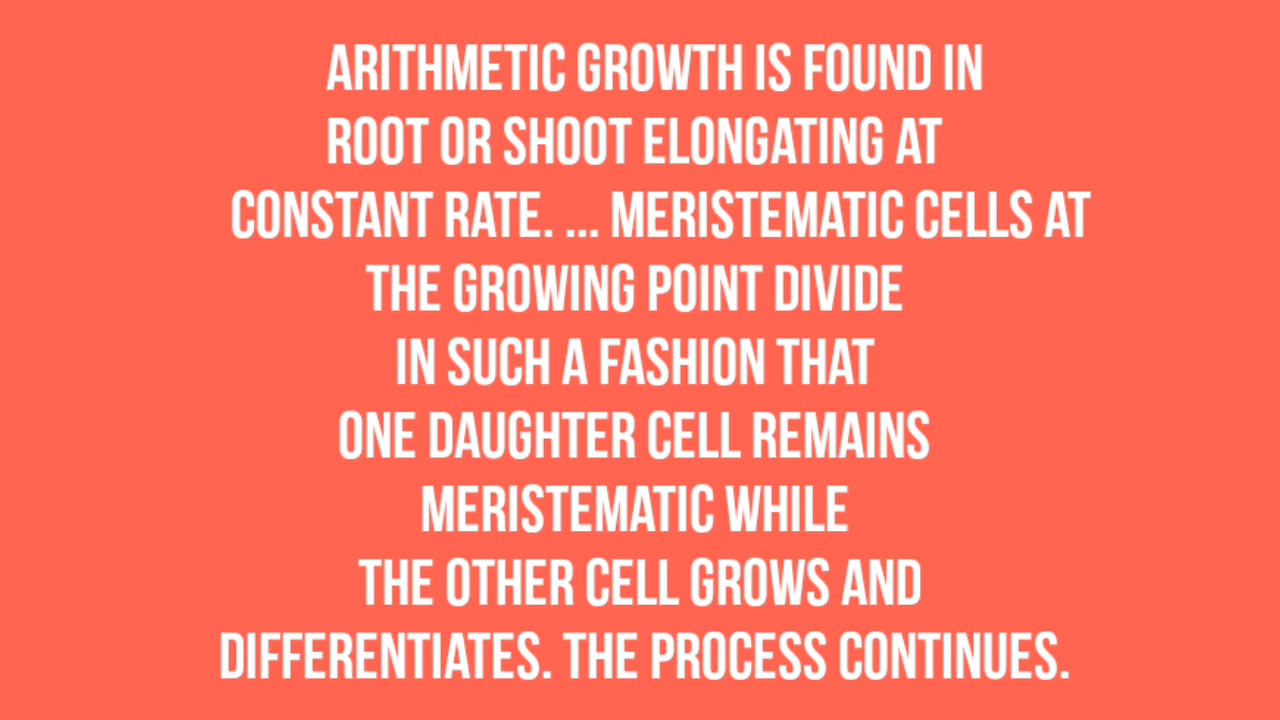 ARITHMETIC GROWTH IS FOUND IN
ROOT OR SHOOT ELONGATING AT
CONSTANT RATE. ... MERISTEMATIC CELLS AT
THE GROWING POINT DIVIDE
IN SUCH A FASHION THAT
ONE DAUGHTER CELL REMAINS
MERISTEMATIC WHILE
THE OTHER CELL GROWS AND
DIFFERENTIATES. THE PROCESS CONTINUES.